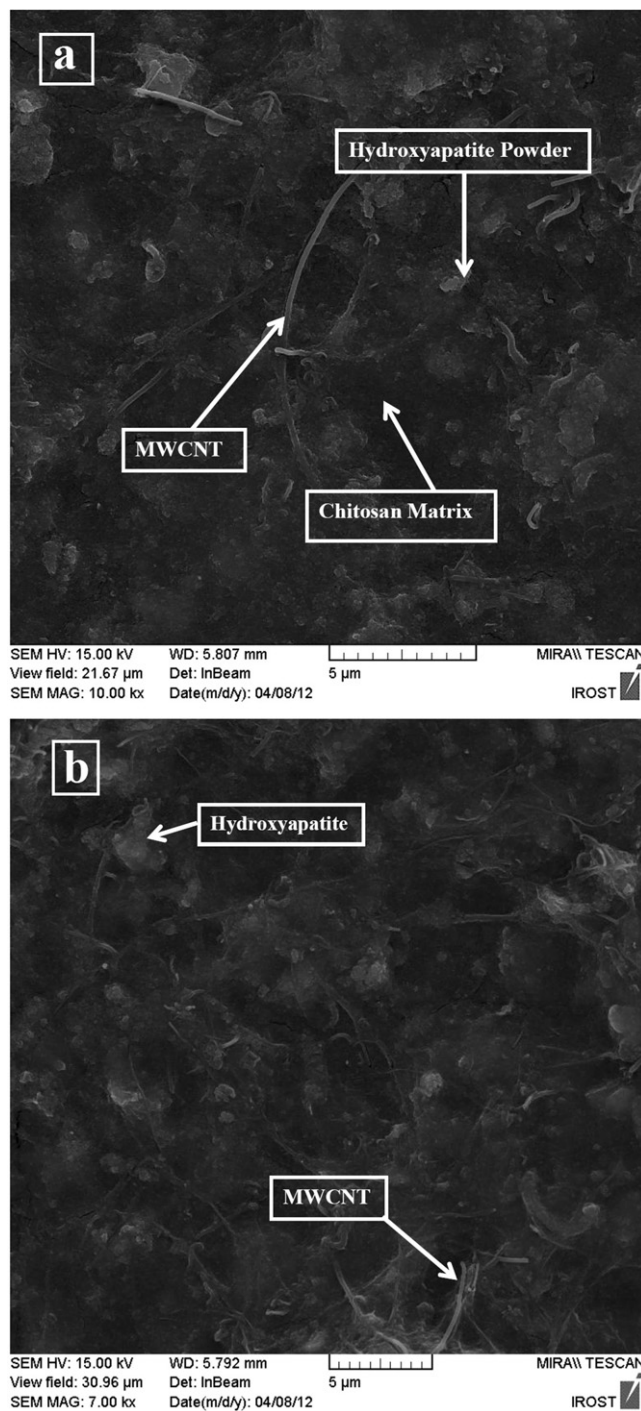 a
Hydroxyapatite Powder
MWCNT
Chitosan Matrix
SEM HV: 15.00 kV WD: 5.807 mm MIRA\\ TESCAN
View field: 21.67 µm Det: InBeam 5 µm
SEM MAG: 10.00 kx Date(m/d/y): 04/08/12 IROST
b
Hydroxyapatite
MWCNT
SEM HV: 15.00 kV WD: 5.792 mm MIRA\\ TESCAN
View field: 30.96 µm Det: InBeam 5 µm
SEM MAG: 7.00 kx Date(m/d/y): 04/08/12 IROST